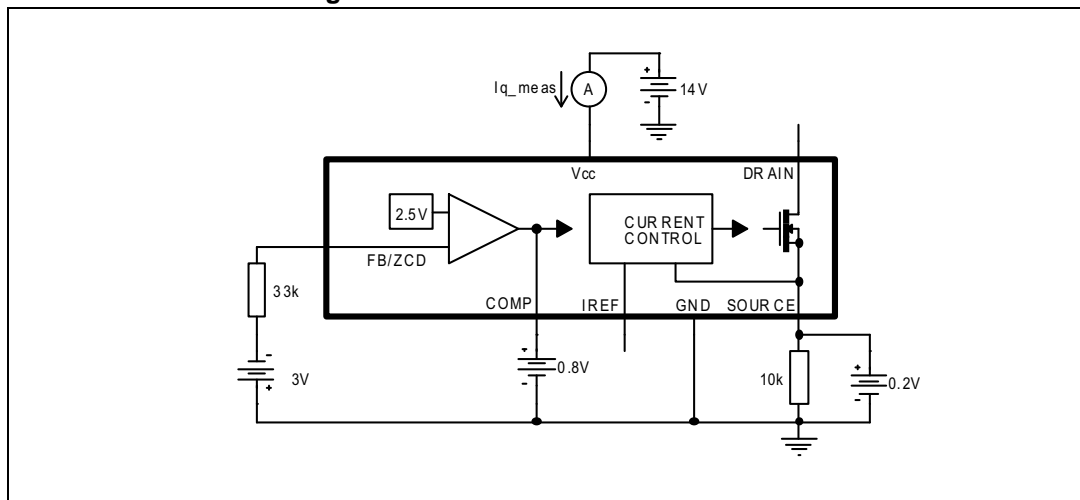 Iq_meas
A
+
-
14V
Vcc
DRAIN
2.5V
CURRENT
CONTROL
FB/ZCD
33k
COMP
IREF
GND
SOURCE
-
+
3V
+
-
0.8V
10k
+
-
0.2V